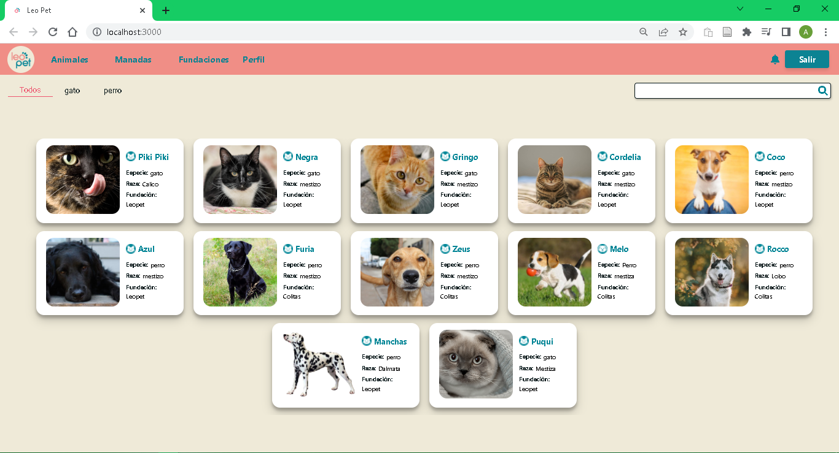 Leo Pet
localhost:3000
A
leo pet
Animales Manadas Fundaciones Perfil Salir
Todos gato perro
Piki Piki
Especie: gato
Raza: Calico
Fundación:
Leopet
Negra
Especie: gato
Raza: mestizo
Fundación:
Leopet
Gringo
Especie: gato
Raza: mestizo
Fundación:
Leopet
Cordelia
Especie: gato
Raza: mestizo
Fundación:
Leopet
Coco
Especie: perro
Raza: mestizo
Fundación:
Leopet
Azul
Especie: perro
Raza: mestizo
Fundación:
Leopet
Furia
Especie: perro
Raza: mestizo
Fundación:
Colitas
Zeus
Especie: perro
Raza: mestizo
Fundación:
Colitas
Melo
Especie: Perro
Raza: mestiza
Fundación:
Colitas
Rocco
Especie: perro
Raza: Lobo
Fundación:
Colitas
Manchas
Especie: perro
Raza: Dalmata
Fundación:
Leopet
Puqui
Especie: gato
Raza: Mestiza
Fundación:
Leopet